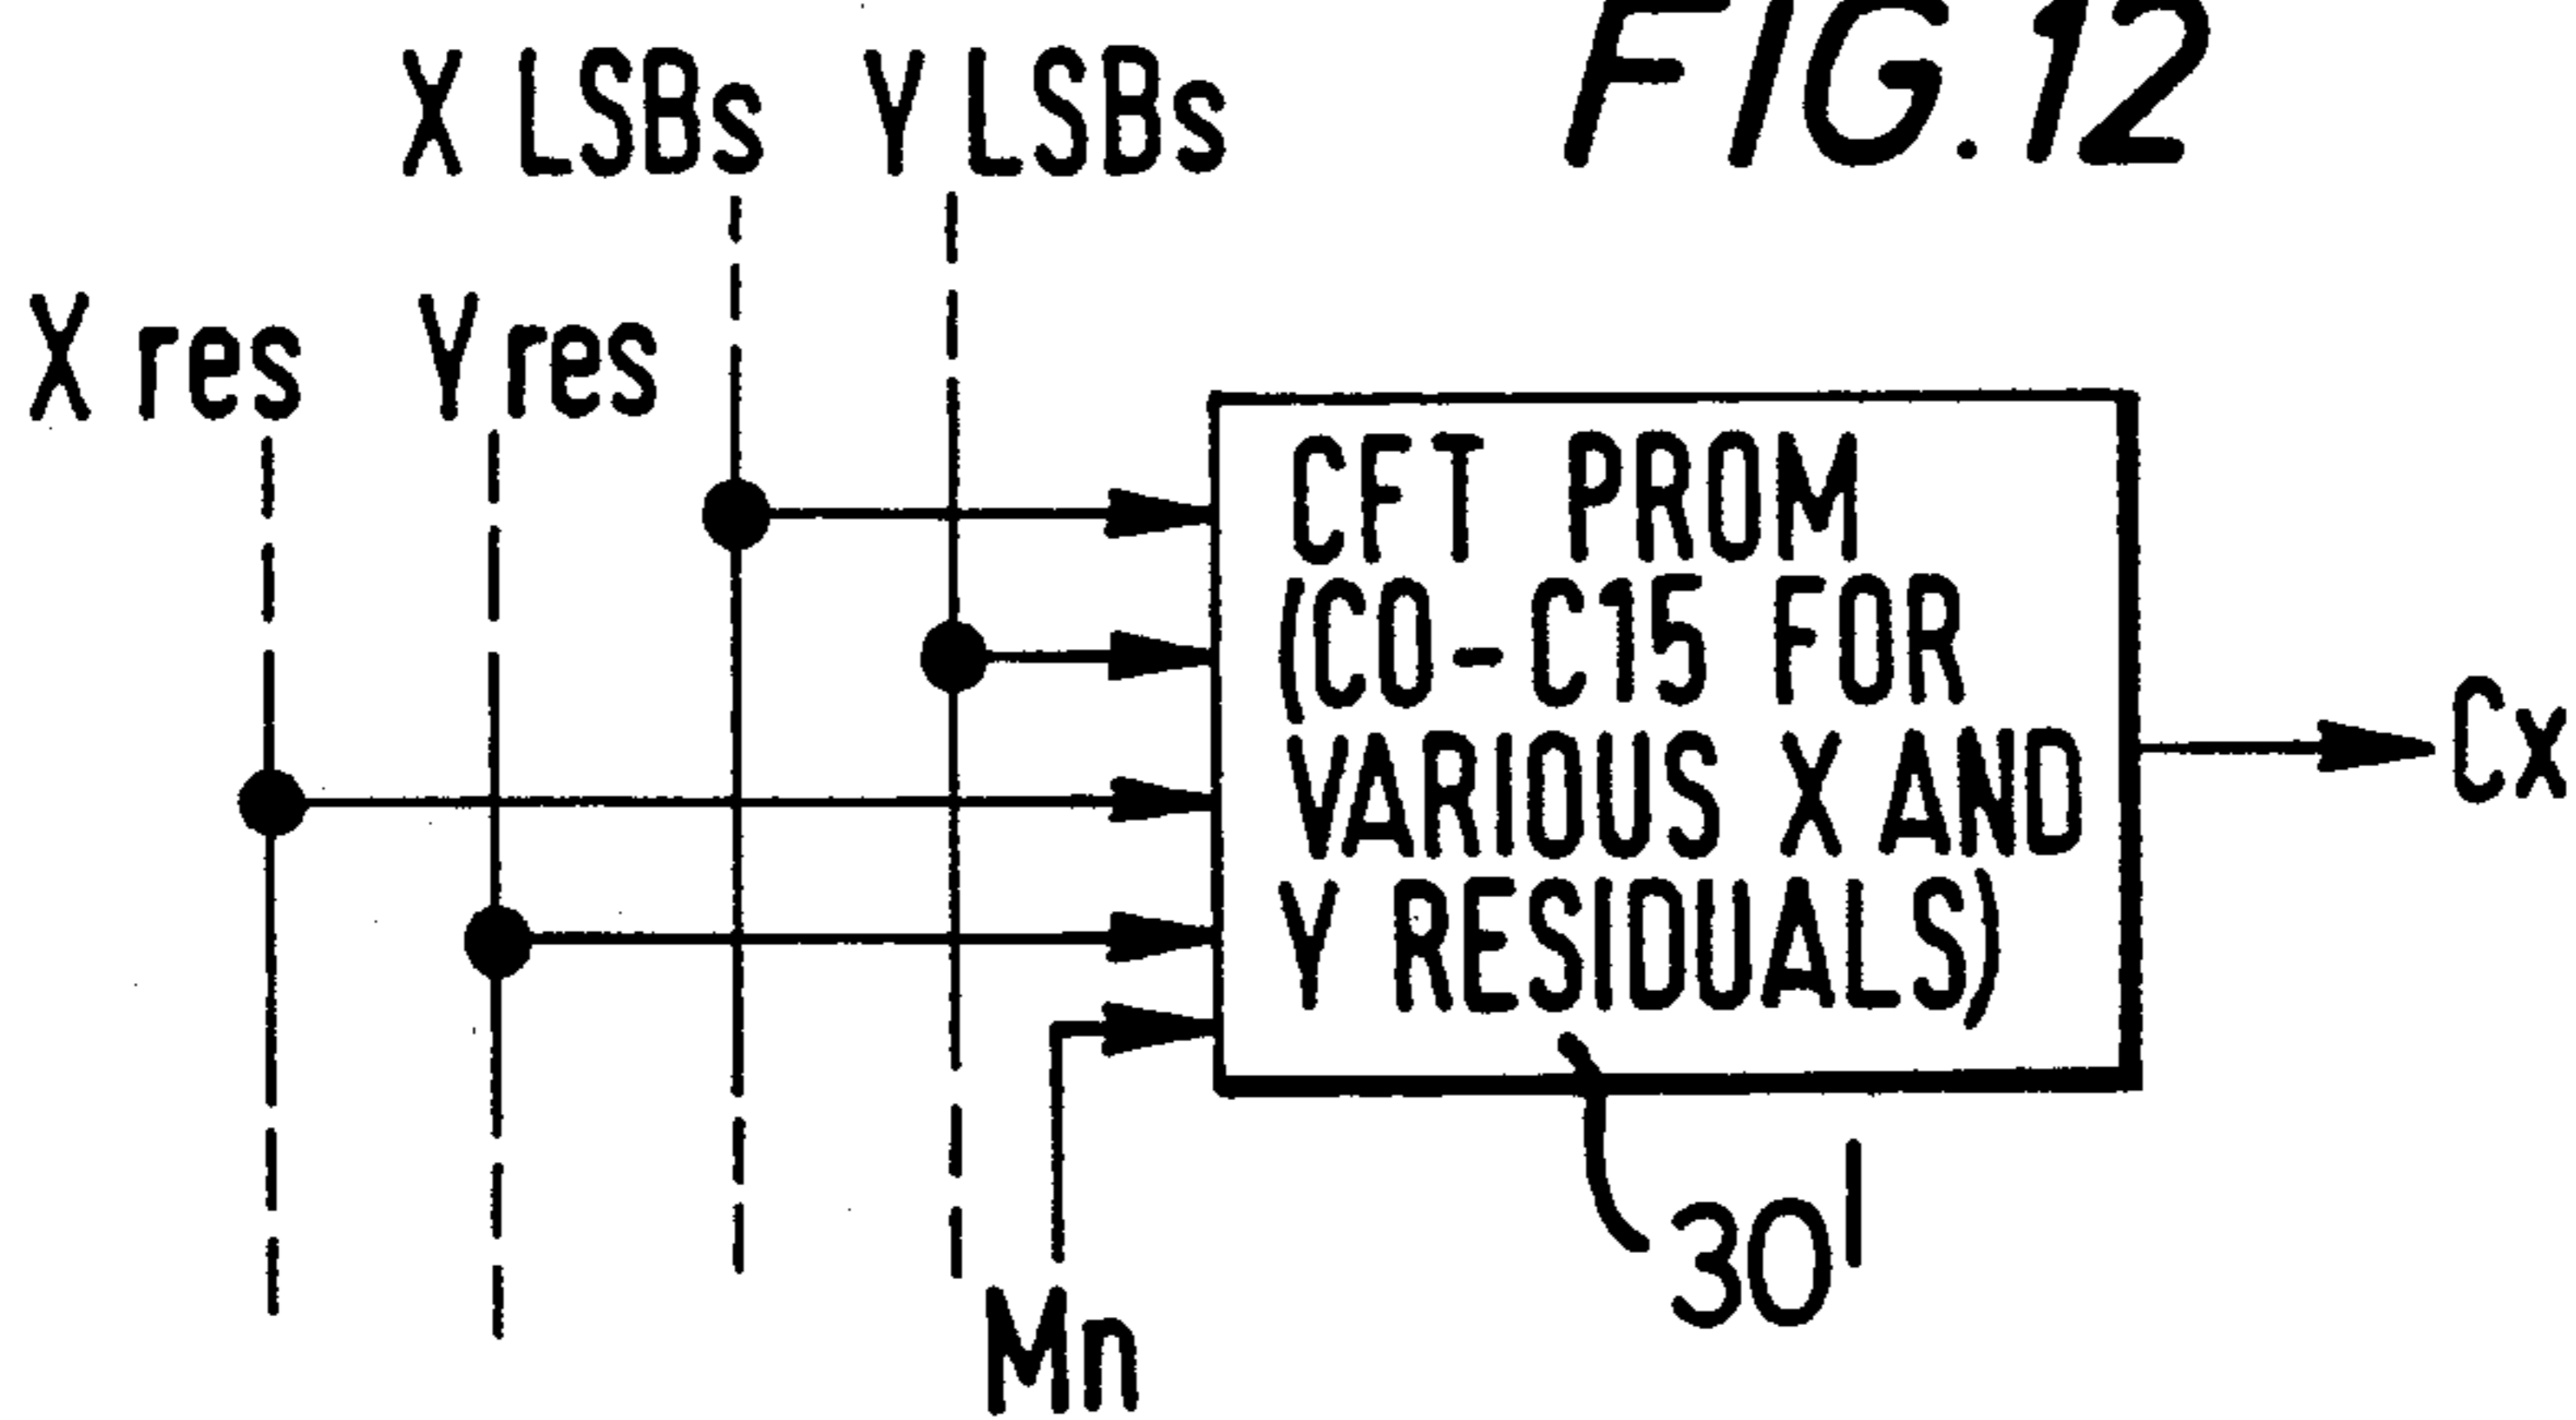 FIG.12
X LSBs Y LSBs
X res Y res
CFT PROM
(C0-C15 FOR
VARIOUS X AND
Y RESIDUALS)
Cx
30'
Mn